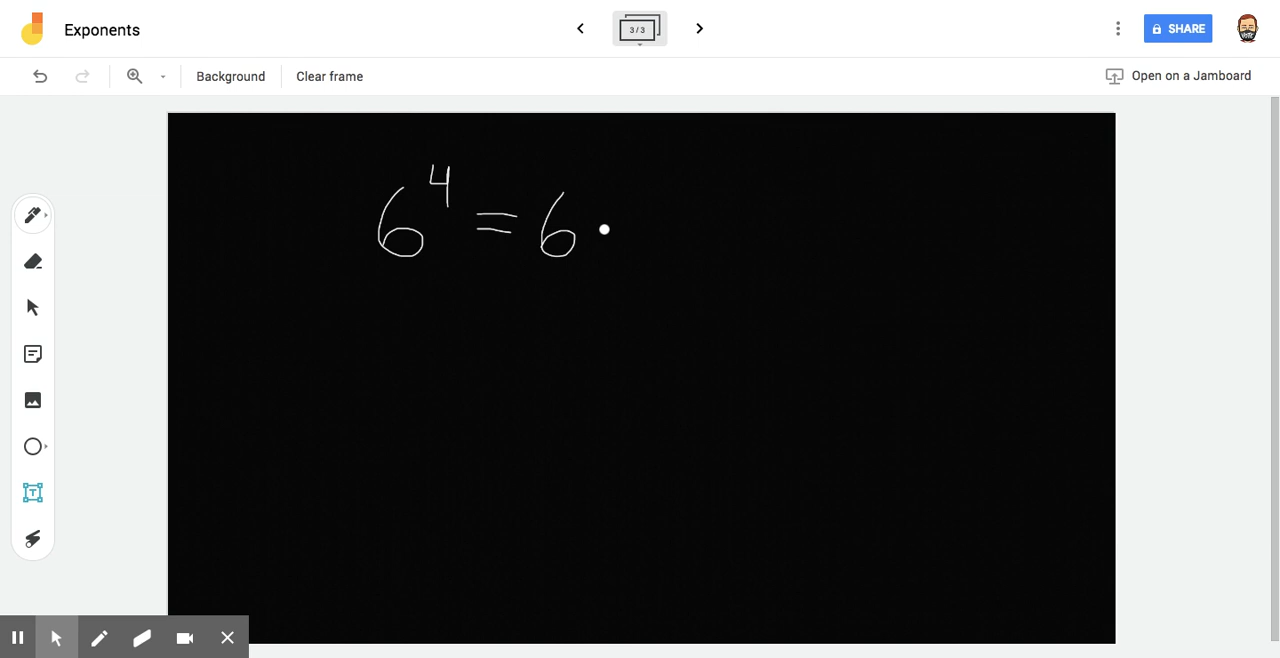 Exponents
3 / 3
SHARE
Background
Clear frame
Open on a Jamboard
6⁴ = 6 ·
T